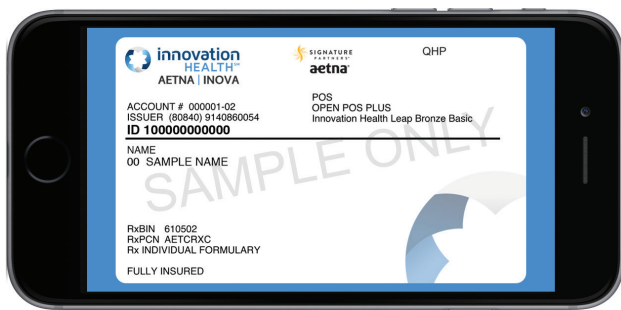 innovation
HEALTH™
AETNA | INOVA
SIGNATURE
PARTNERS℠
aetna
QHP
ACCOUNT # 000001-02
ISSUER (80840) 9140860054
ID 100000000000
POS
OPEN POS PLUS
Innovation Health Leap Bronze Basic
NAME
00 SAMPLE NAME
SAMPLE ONLY
RxBIN 610502
RxPCN AETCRXC
Rx INDIVIDUAL FORMULARY
FULLY INSURED